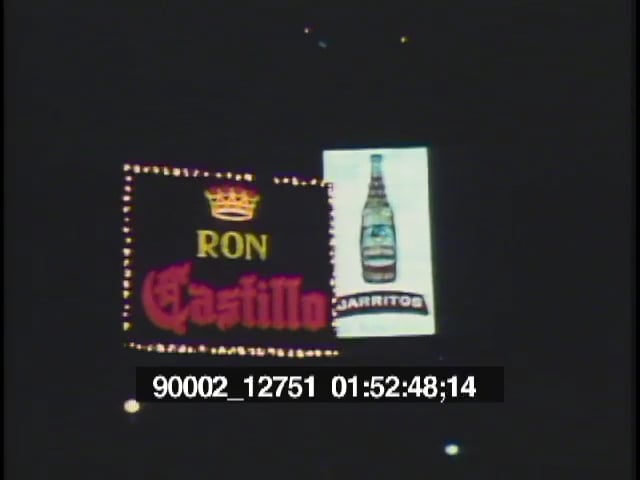 RON
Castillo
JARRITOS
90002_12751 01:52:48;14